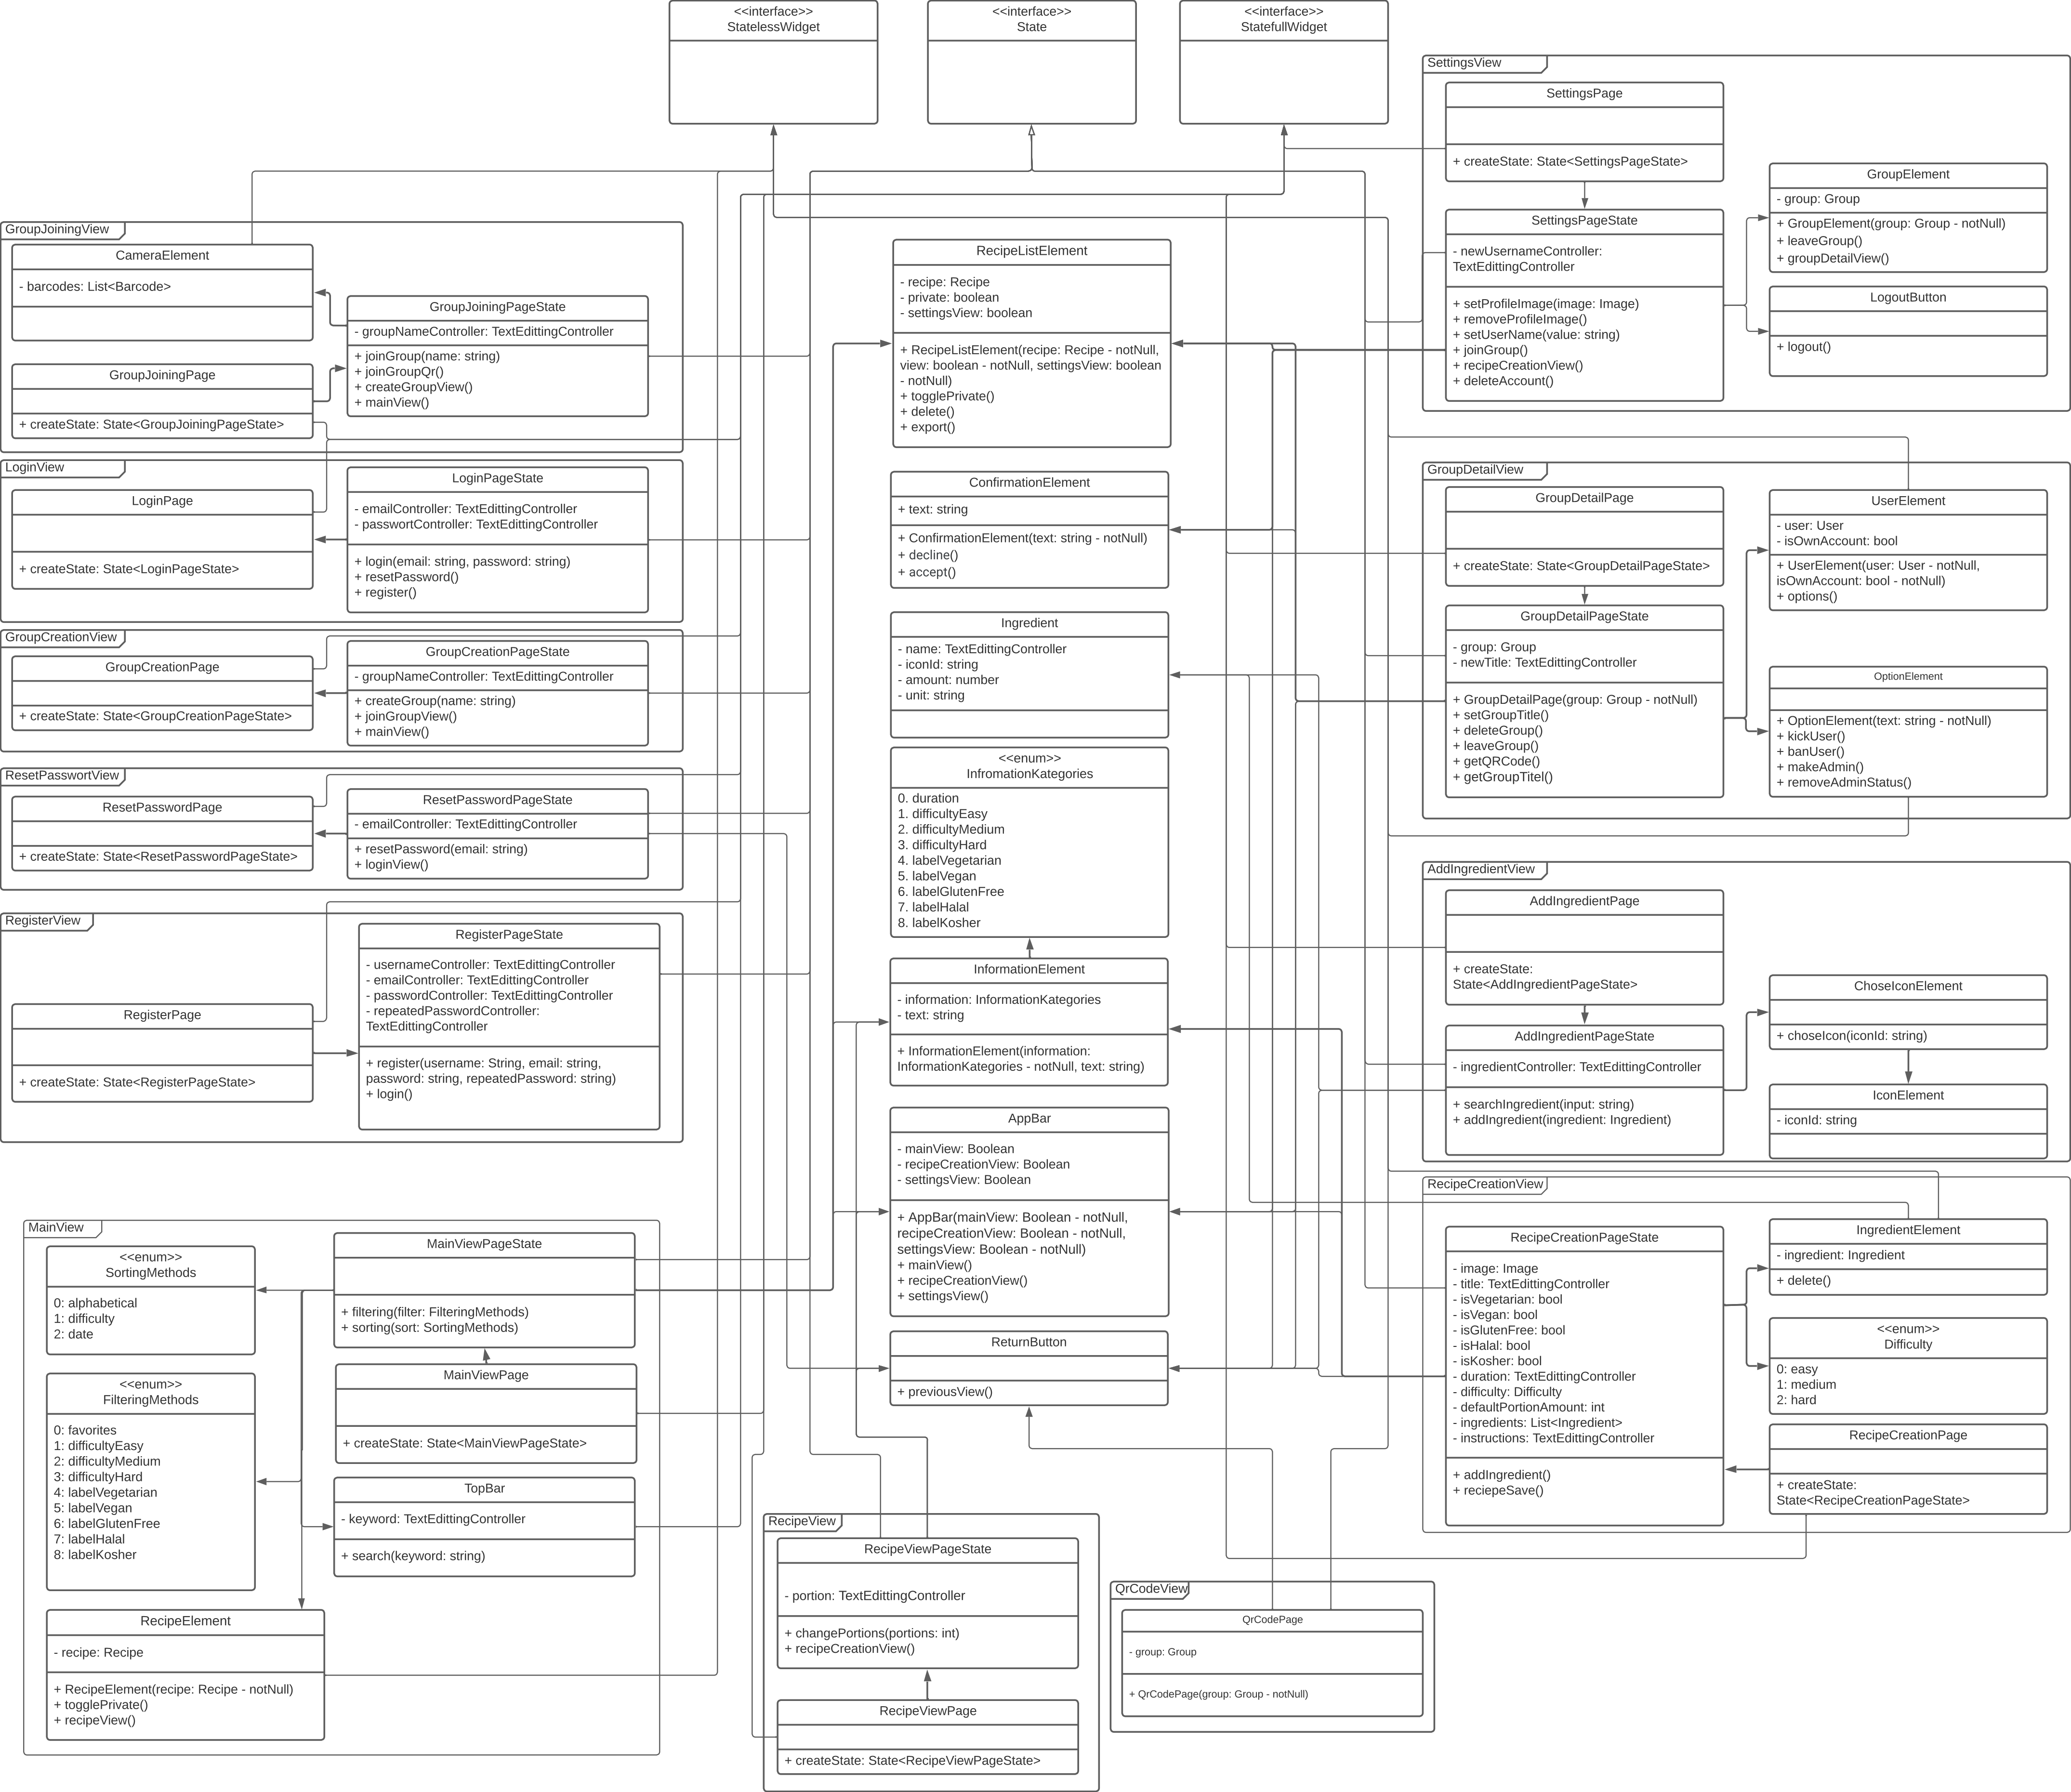 <<interface>>
StatelessWidget
<<interface>>
State
<<interface>>
StatefullWidget
SettingsView
SettingsPage
+ createState: State<SettingsPageState>
SettingsPageState
- newUsernameController:
TextEdittingController
+ setProfileImage(image: Image)
+ removeProfileImage()
+ setUserName(value: string)
+ joinGroup()
+ recipeCreationView()
+ deleteAccount()
GroupElement
- group: Group
+ GroupElement(group: Group - notNull)
+ leaveGroup()
+ groupDetailView()
LogoutButton
+ logout()
GroupJoiningView
CameraElement
- barcodes: List<Barcode>
GroupJoiningPageState
- groupNameController: TextEdittingController
+ joinGroup(name: string)
+ joinGroupQr()
+ createGroupView()
+ mainView()
GroupJoiningPage
+ createState: State<GroupJoiningPageState>
LoginView
LoginPage
+ createState: State<LoginPageState>
LoginPageState
- emailController: TextEdittingController
- passwortController: TextEdittingController
+ login(email: string, password: string)
+ resetPassword()
+ register()
GroupCreationView
GroupCreationPage
+ createState: State<GroupCreationPageState>
GroupCreationPageState
- groupNameController: TextEdittingController
+ createGroup(name: string)
+ joinGroupView()
+ mainView()
ResetPasswortView
ResetPasswordPage
+ createState: State<ResetPasswordPageState>
ResetPasswordPageState
- emailController: TextEdittingController
+ resetPassword(email: string)
+ loginView()
RegisterView
RegisterPage
+ createState: State<RegisterPageState>
RegisterPageState
- usernameController: TextEdittingController
- emailController: TextEdittingController
- passwordController: TextEdittingController
- repeatedPasswordController:
TextEdittingController
+ register(username: String, email: string,
password: string, repeatedPassword: string)
+ login()
RecipeListElement
- recipe: Recipe
- private: boolean
- settingsView: boolean
+ RecipeListElement(recipe: Recipe - notNull,
view: boolean - notNull, settingsView: boolean
- notNull)
+ togglePrivate()
+ delete()
+ export()
ConfirmationElement
+ text: string
+ ConfirmationElement(text: string - notNull)
+ decline()
+ accept()
Ingredient
- name: TextEdittingController
- iconId: string
- amount: number
- unit: string
<<enum>>
InfromationKategories
0. duration
1. difficultyEasy
2. difficultyMedium
3. difficultyHard
4. labelVegetarian
5. labelVegan
6. labelGlutenFree
7. labelHalal
8. labelKosher
InformationElement
- information: InformationKategories
- text: string
+ InformationElement(information:
InformationKategories - notNull, text: string)
AppBar
- mainView: Boolean
- recipeCreationView: Boolean
- settingsView: Boolean
+ AppBar(mainView: Boolean - notNull,
recipeCreationView: Boolean - notNull,
settingsView: Boolean - notNull)
+ mainView()
+ recipeCreationView()
+ settingsView()
ReturnButton
+ previousView()
GroupDetailView
GroupDetailPage
+ createState: State<GroupDetailPageState>
GroupDetailPageState
- group: Group
- newTitle: TextEdittingController
+ GroupDetailPage(group: Group - notNull)
+ setGroupTitle()
+ deleteGroup()
+ leaveGroup()
+ getQRCode()
+ getGroupTitel()
UserElement
- user: User
- isOwnAccount: bool
+ UserElement(user: User - notNull,
isOwnAccount: bool - notNull)
+ options()
OptionElement
+ OptionElement(text: string - notNull)
+ kickUser()
+ banUser()
+ makeAdmin()
+ removeAdminStatus()
AddIngredientView
AddIngredientPage
+ createState:
State<AddIngredientPageState>
AddIngredientPageState
- ingredientController: TextEdittingController
+ searchIngredient(input: string)
+ addIngredient(ingredient: Ingredient)
ChoseIconElement
+ choseIcon(iconId: string)
IconElement
- iconId: string
RecipeCreationView
RecipeCreationPageState
- image: Image
- title: TextEdittingController
- isVegetarian: bool
- isVegan: bool
- isGlutenFree: bool
- isHalal: bool
- isKosher: bool
- duration: TextEdittingController
- difficulty: Difficulty
- defaultPortionAmount: int
- ingredients: List<Ingredient>
- instructions: TextEdittingController
+ addIngredient()
+ reciepeSave()
IngredientElement
- ingredient: Ingredient
+ delete()
<<enum>>
Difficulty
0: easy
1: medium
2: hard
RecipeCreationPage
+ createState:
State<RecipeCreationPageState>
MainView
<<enum>>
SortingMethods
0: alphabetical
1: difficulty
2: date
<<enum>>
FilteringMethods
0: favorites
1: difficultyEasy
2: difficultyMedium
3: difficultyHard
4: labelVegetarian
5: labelVegan
6: labelGlutenFree
7: labelHalal
8: labelKosher
MainViewPageState
+ filtering(filter: FilteringMethods)
+ sorting(sort: SortingMethods)
MainViewPage
+ createState: State<MainViewPageState>
TopBar
- keyword: TextEdittingController
+ search(keyword: string)
RecipeElement
- recipe: Recipe
+ RecipeElement(recipe: Recipe - notNull)
+ togglePrivate()
+ recipeView()
RecipeView
RecipeViewPageState
- portion: TextEdittingController
+ changePortions(portions: int)
+ recipeCreationView()
RecipeViewPage
+ createState: State<RecipeViewPageState>
QrCodeView
QrCodePage
- group: Group
+ QrCodePage(group: Group - notNull)